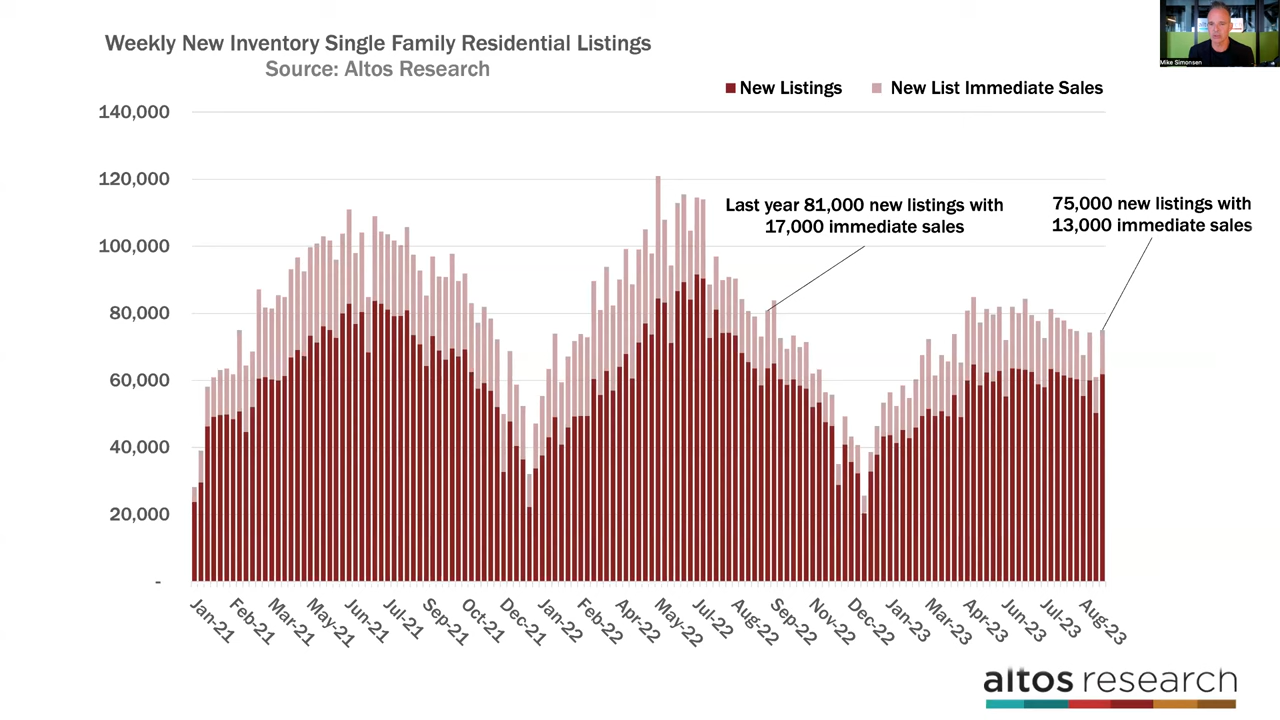 Weekly New Inventory Single Family Residential Listings
Source: Altos Research
Mike Simonsen
New Listings
New List Immediate Sales
140,000
120,000
100,000
80,000
60,000
40,000
20,000
-
Last year 81,000 new listings with
17,000 immediate sales
75,000 new listings with
13,000 immediate sales
Jan-21
Feb-21
Mar-21
May-21
Jun-21
Jul-21
Sep-21
Oct-21
Dec-21
Jan-22
Feb-22
Apr-22
May-22
Jul-22
Aug-22
Sep-22
Nov-22
Dec-22
Jan-23
Mar-23
Apr-23
Jun-23
Jul-23
Aug-23
altos research